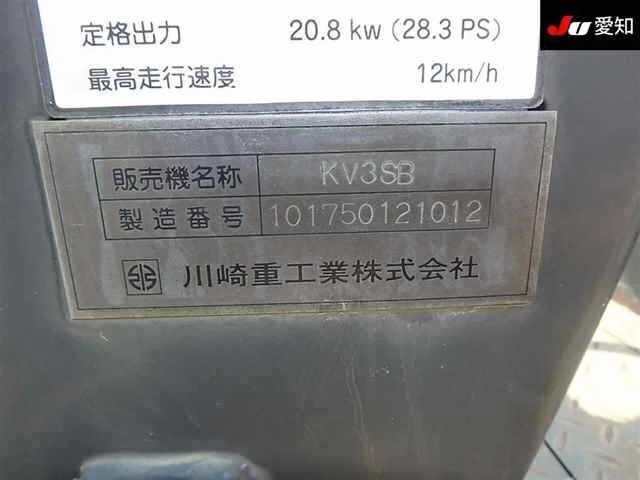 JU愛知
定格出力 20.8 kw (28.3 PS)
最高走行速度 12km/h
販売機名称 KV3SB
製造番号 101750121012
川崎重工業株式会社